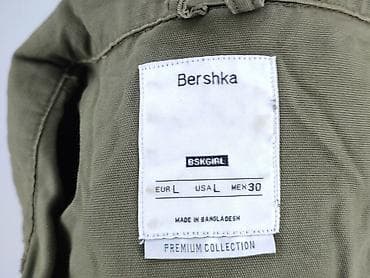 Bershka
BSKGIRL
EUR L USA L MEX 30
MADE IN BANGLADESH
PREMIUM COLLECTION